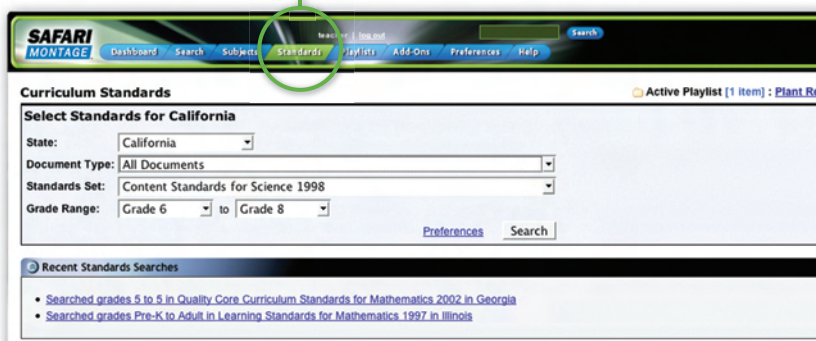 SAFARI
MONTAGE
teacher | log out
Search
Dashboard Search Subjects Standards Playlists Add-Ons Preferences Help
Curriculum Standards
Active Playlist [1 item] : Plant
Select Standards for California
State: California
Document Type: All Documents
Standards Set: Content Standards for Science 1998
Grade Range: Grade 6 to Grade 8
Preferences Search
Recent Standards Searches
• Searched grades 5 to 5 in Quality Core Curriculum Standards for Mathematics 2002 in Georgia
• Searched grades Pre-K to Adult in Learning Standards for Mathematics 1997 in Illinois